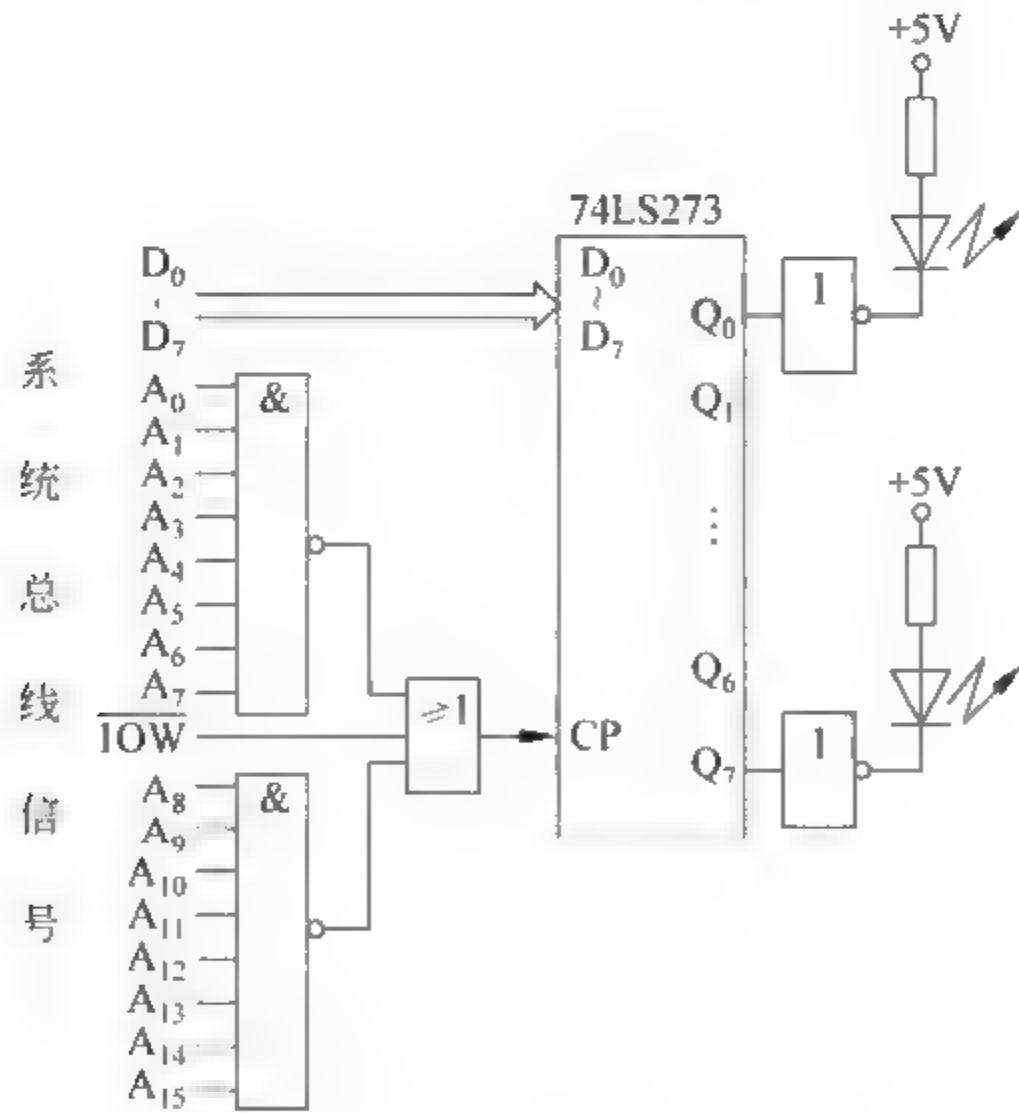 +5V
74LS273
D₀
~
D₇
D₀
D₇
Q₀
1
Q₁
⋮
Q₆
Q₇
CP
+5V
1
系统总线信号
A₀
A₁
A₂
A₃
A₄
A₅
A₆
A₇
&
IOW
≥1
A₈
A₉
A₁₀
A₁₁
A₁₂
A₁₃
A₁₄
A₁₅
&